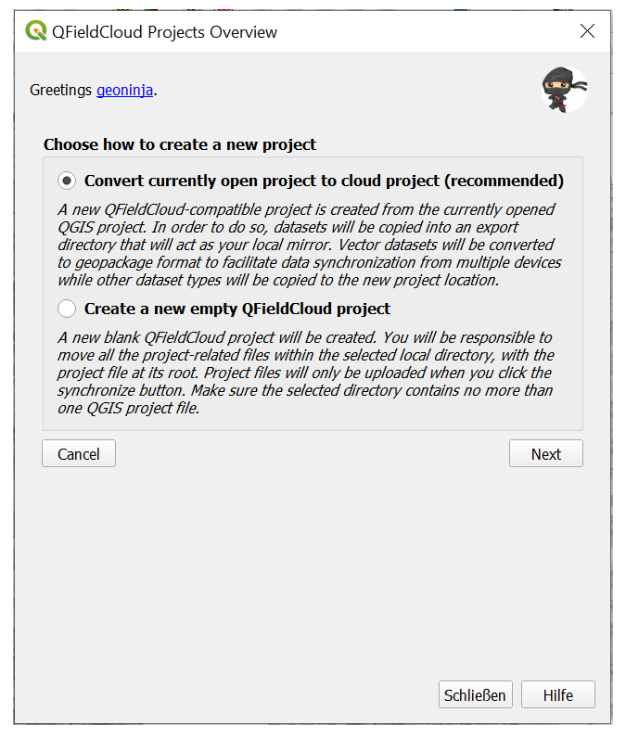 QFieldCloud Projects Overview
Greetings geoninja.
Choose how to create a new project
Convert currently open project to cloud project (recommended)
A new QFieldCloud-compatible project is created from the currently opened
QGIS project. In order to do so, datasets will be copied into an export
directory that will act as your local mirror. Vector datasets will be converted
to geopackage format to facilitate data synchronization from multiple devices
while other dataset types will be copied to the new project location.
Create a new empty QFieldCloud project
A new blank QFieldCloud project will be created. You will be responsible to
move all the project-related files within the selected local directory, with the
project file at its root. Project files will only be uploaded when you click the
synchronize button. Make sure the selected directory contains no more than
one QGIS project file.
Cancel Next
Schließen Hilfe